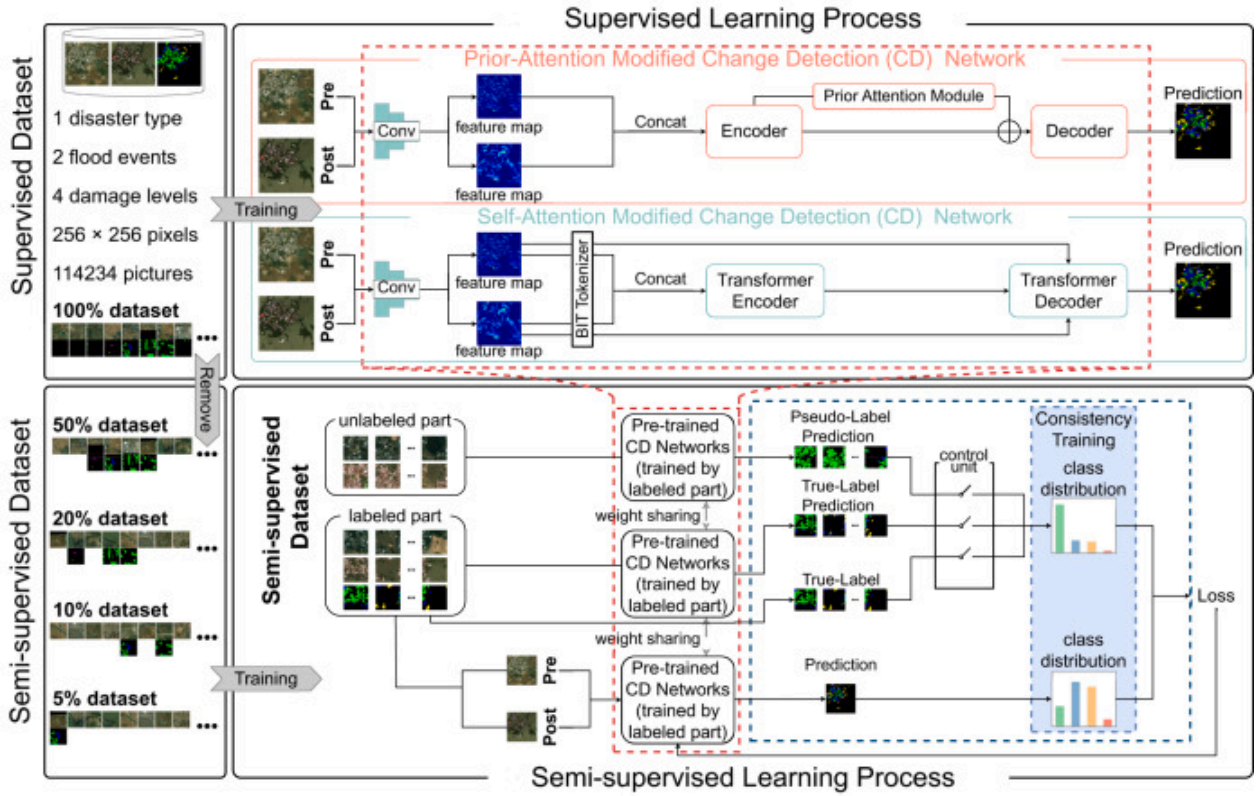 Supervised Learning Process
Supervised Dataset
1 disaster type
2 flood events
4 damage levels
256 × 256 pixels
114234 pictures
100% dataset
...
Training
Remove
Prior-Attention Modified Change Detection (CD) Network
Pre
Post
Conv
feature map
feature map
Concat
Encoder
Prior Attention Module
Decoder
Prediction
Self-Attention Modified Change Detection (CD) Network
Pre
Post
Conv
feature map
feature map
BIT Tokenizer
Concat
Transformer
Encoder
Transformer
Decoder
Prediction
Semi-supervised Dataset
50% dataset
...
20% dataset
...
10% dataset
...
5% dataset
...
Training
Semi-supervised
Dataset
unlabeled part
...
...
labeled part
...
...
...
Pre
Post
Pre-trained
CD Networks
(trained by
labeled part)
weight sharing
Pre-trained
CD Networks
(trained by
labeled part)
weight sharing
Pre-trained
CD Networks
(trained by
labeled part)
Pseudo-Label
Prediction
...
True-Label
Prediction
...
True-Label
...
Prediction
control
unit
Consistency
Training
class
distribution
class
distribution
Loss
Semi-supervised Learning Process